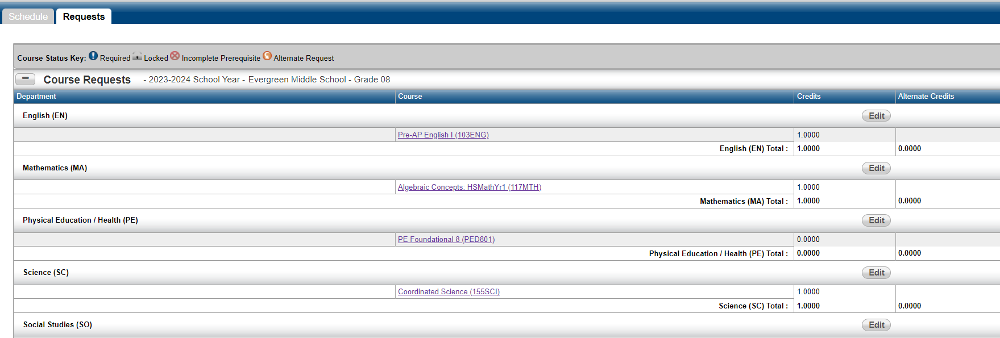 Schedule Requests
Course Status Key: Required Locked Incomplete Prerequisite Alternate Request
Course Requests - 2023-2024 School Year - Evergreen Middle School - Grade 08
Department Course Credits Alternate Credits
English (EN) Edit
Pre-AP English I (103ENG) 1.0000
English (EN) Total : 1.0000 0.0000
Mathematics (MA) Edit
Algebraic Concepts: HSMathYr1 (117MTH) 1.0000
Mathematics (MA) Total : 1.0000 0.0000
Physical Education / Health (PE) Edit
PE Foundational 8 (PED801) 0.0000
Physical Education / Health (PE) Total : 0.0000 0.0000
Science (SC) Edit
Coordinated Science (155SCI) 1.0000
Science (SC) Total : 1.0000 0.0000
Social Studies (SO) Edit